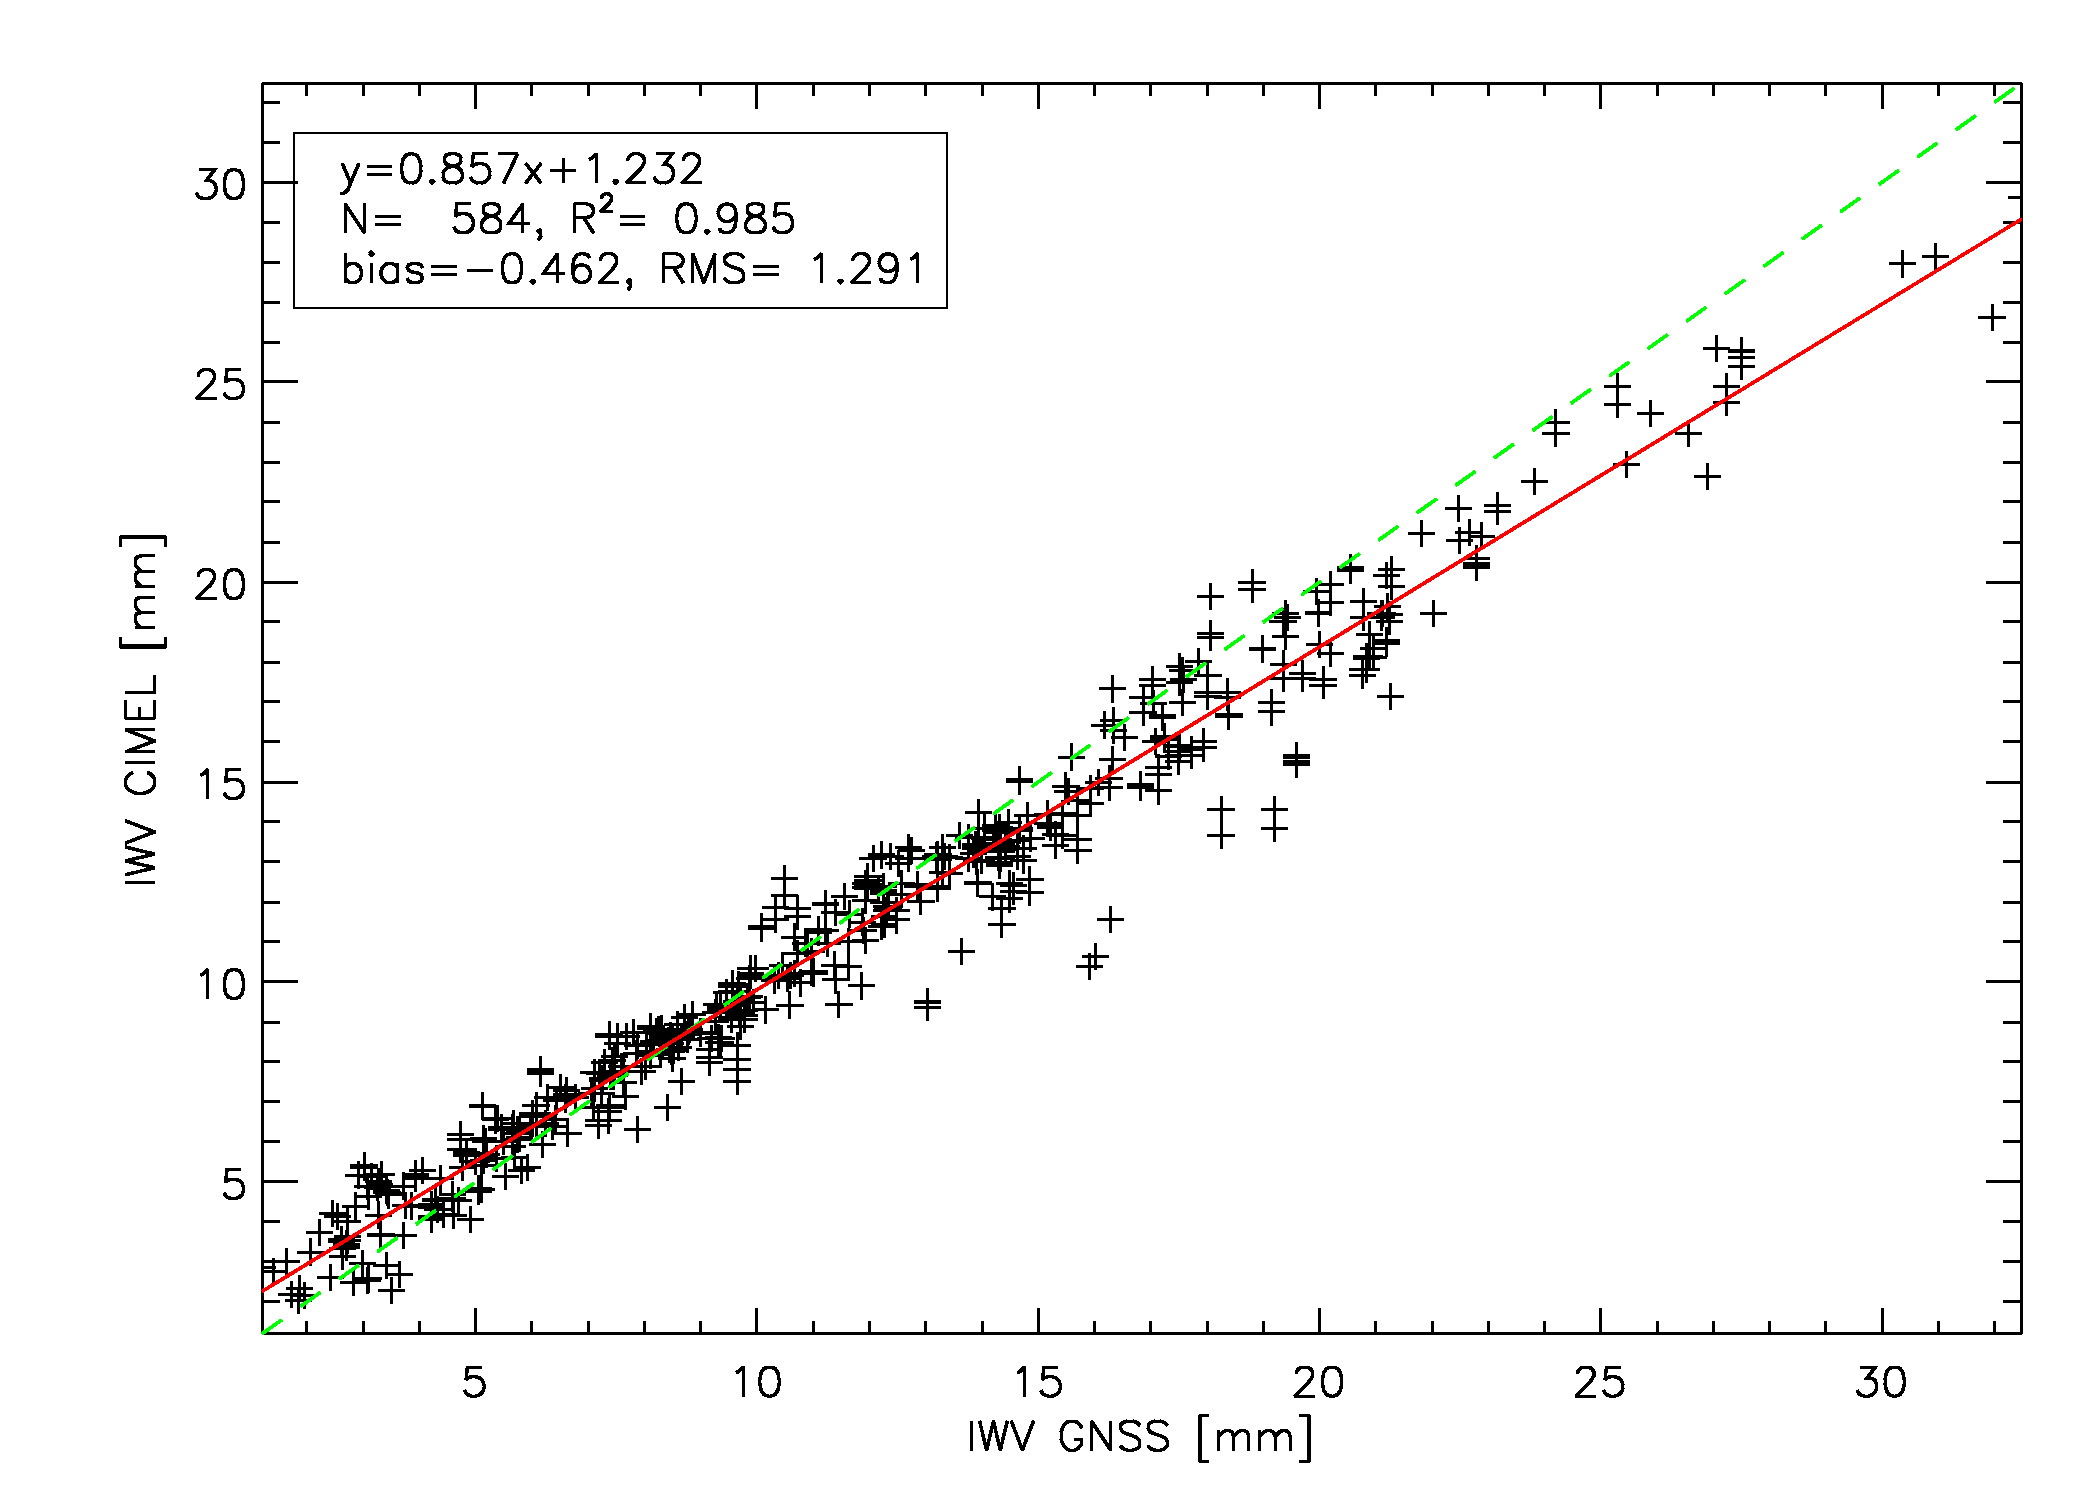 y=0.857x+1.232
N= 584, R²= 0.985
bias=−0.462, RMS= 1.291
30
25
20
15
10
5
IWV CIMEL [mm]
5 10 15 20 25 30
IWV GNSS [mm]